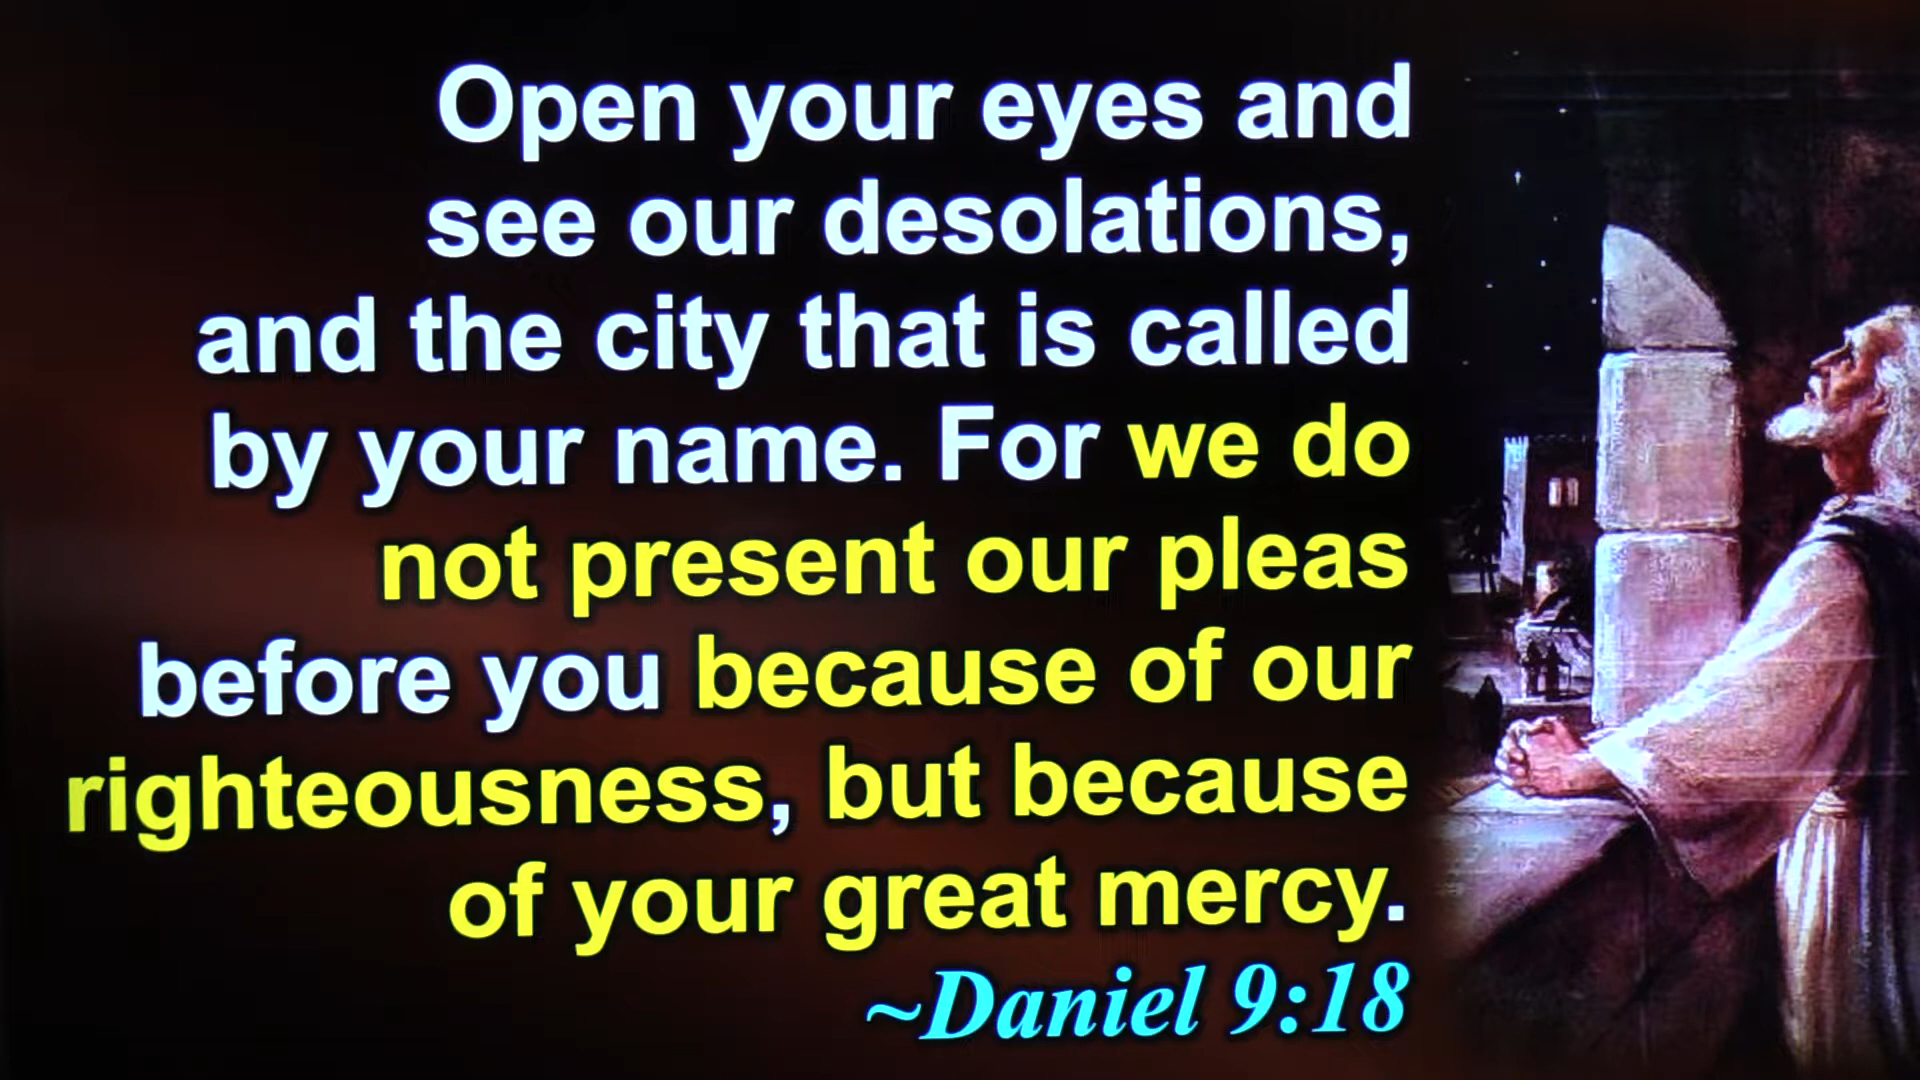 Open your eyes and
see our desolations,
and the city that is called
by your name. For we do
not present our pleas
before you because of our
righteousness, but because
of your great mercy.
~Daniel 9:18